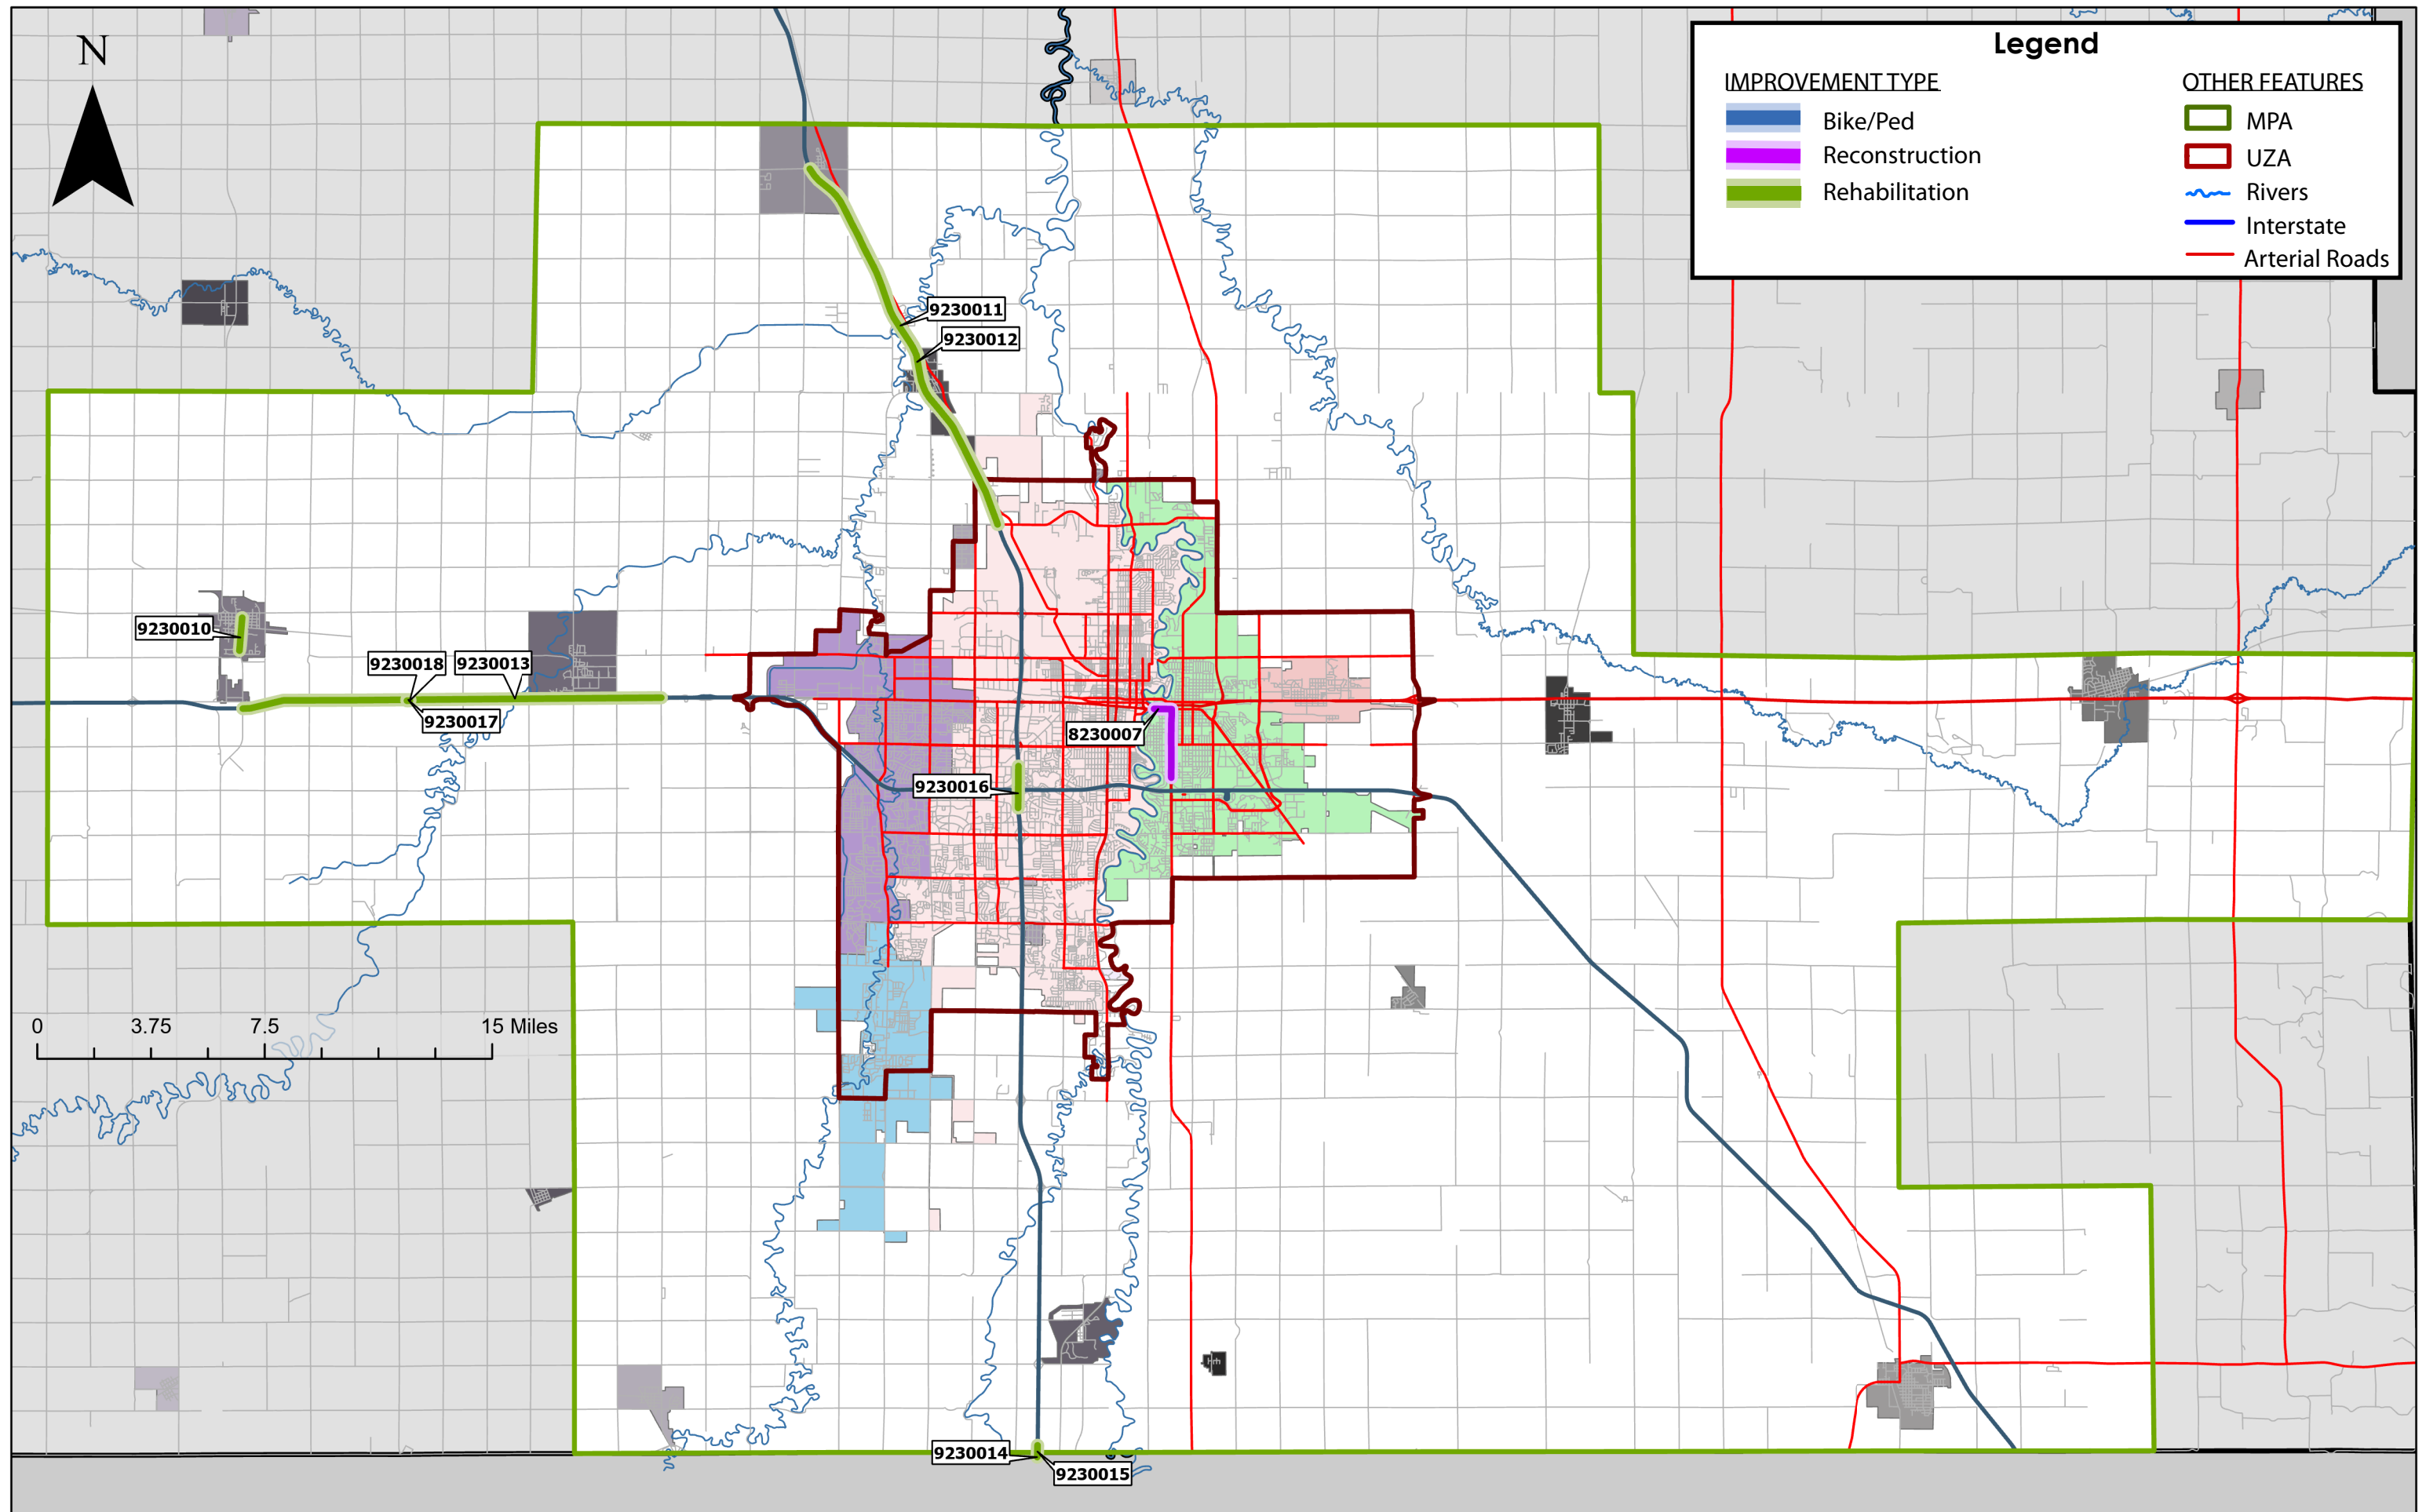 N
Legend
IMPROVEMENT TYPE
Bike/Ped
Reconstruction
Rehabilitation
OTHER FEATURES
MPA
UZA
Rivers
Interstate
Arterial Roads
9230011
9230012
9230010
9230018
9230013
9230017
8230007
9230016
0 3.75 7.5 15 Miles
9230014
9230015